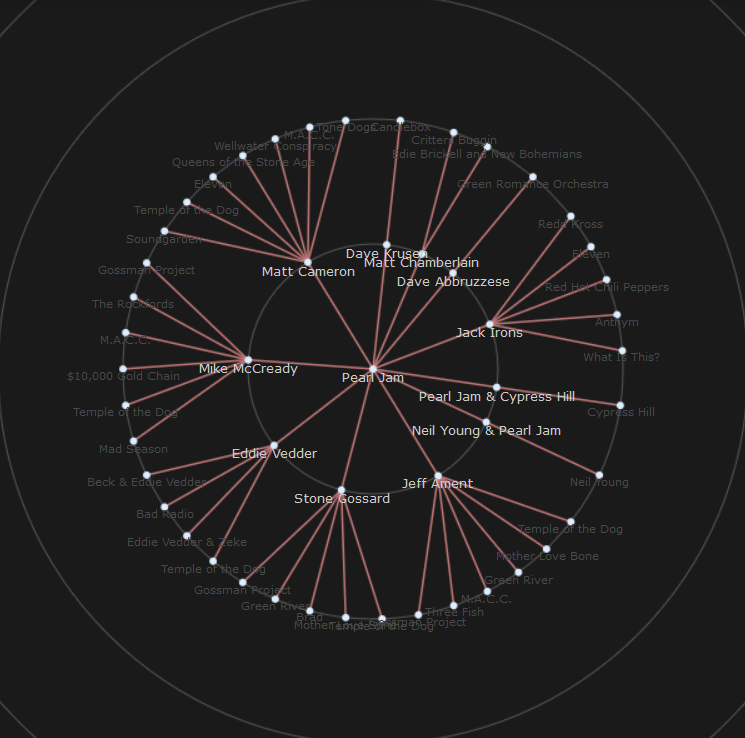 Tone Dogs
Candlebox
M.A.C.C.
Critters Buggin
Wellwater Conspiracy
Edie Brickell and New Bohemians
Queens of the Stone Age
Eleven
Green Romance Orchestra
Temple of the Dog
Redd Kross
Soundgarden
Dave Krusen
Eleven
Matt Chamberlain
Gossman Project
Matt Cameron
Dave Abbruzzese
Red Hot Chili Peppers
The Rockfords
Anthym
Jack Irons
M.A.C.C.
What Is This?
Mike McCready
$10,000 Gold Chain
Pearl Jam
Pearl Jam & Cypress Hill
Temple of the Dog
Cypress Hill
Neil Young & Pearl Jam
Mad Season
Eddie Vedder
Beck & Eddie Vedder
Jeff Ament
Neil Young
Stone Gossard
Bad Radio
Temple of the Dog
Eddie Vedder & Zeke
Mother Love Bone
Temple of the Dog
Green River
Gossman Project
M.A.C.C.
Green River
Three Fish
Brad
Mother Love Bone
Temple of the Dog
Gossman Project